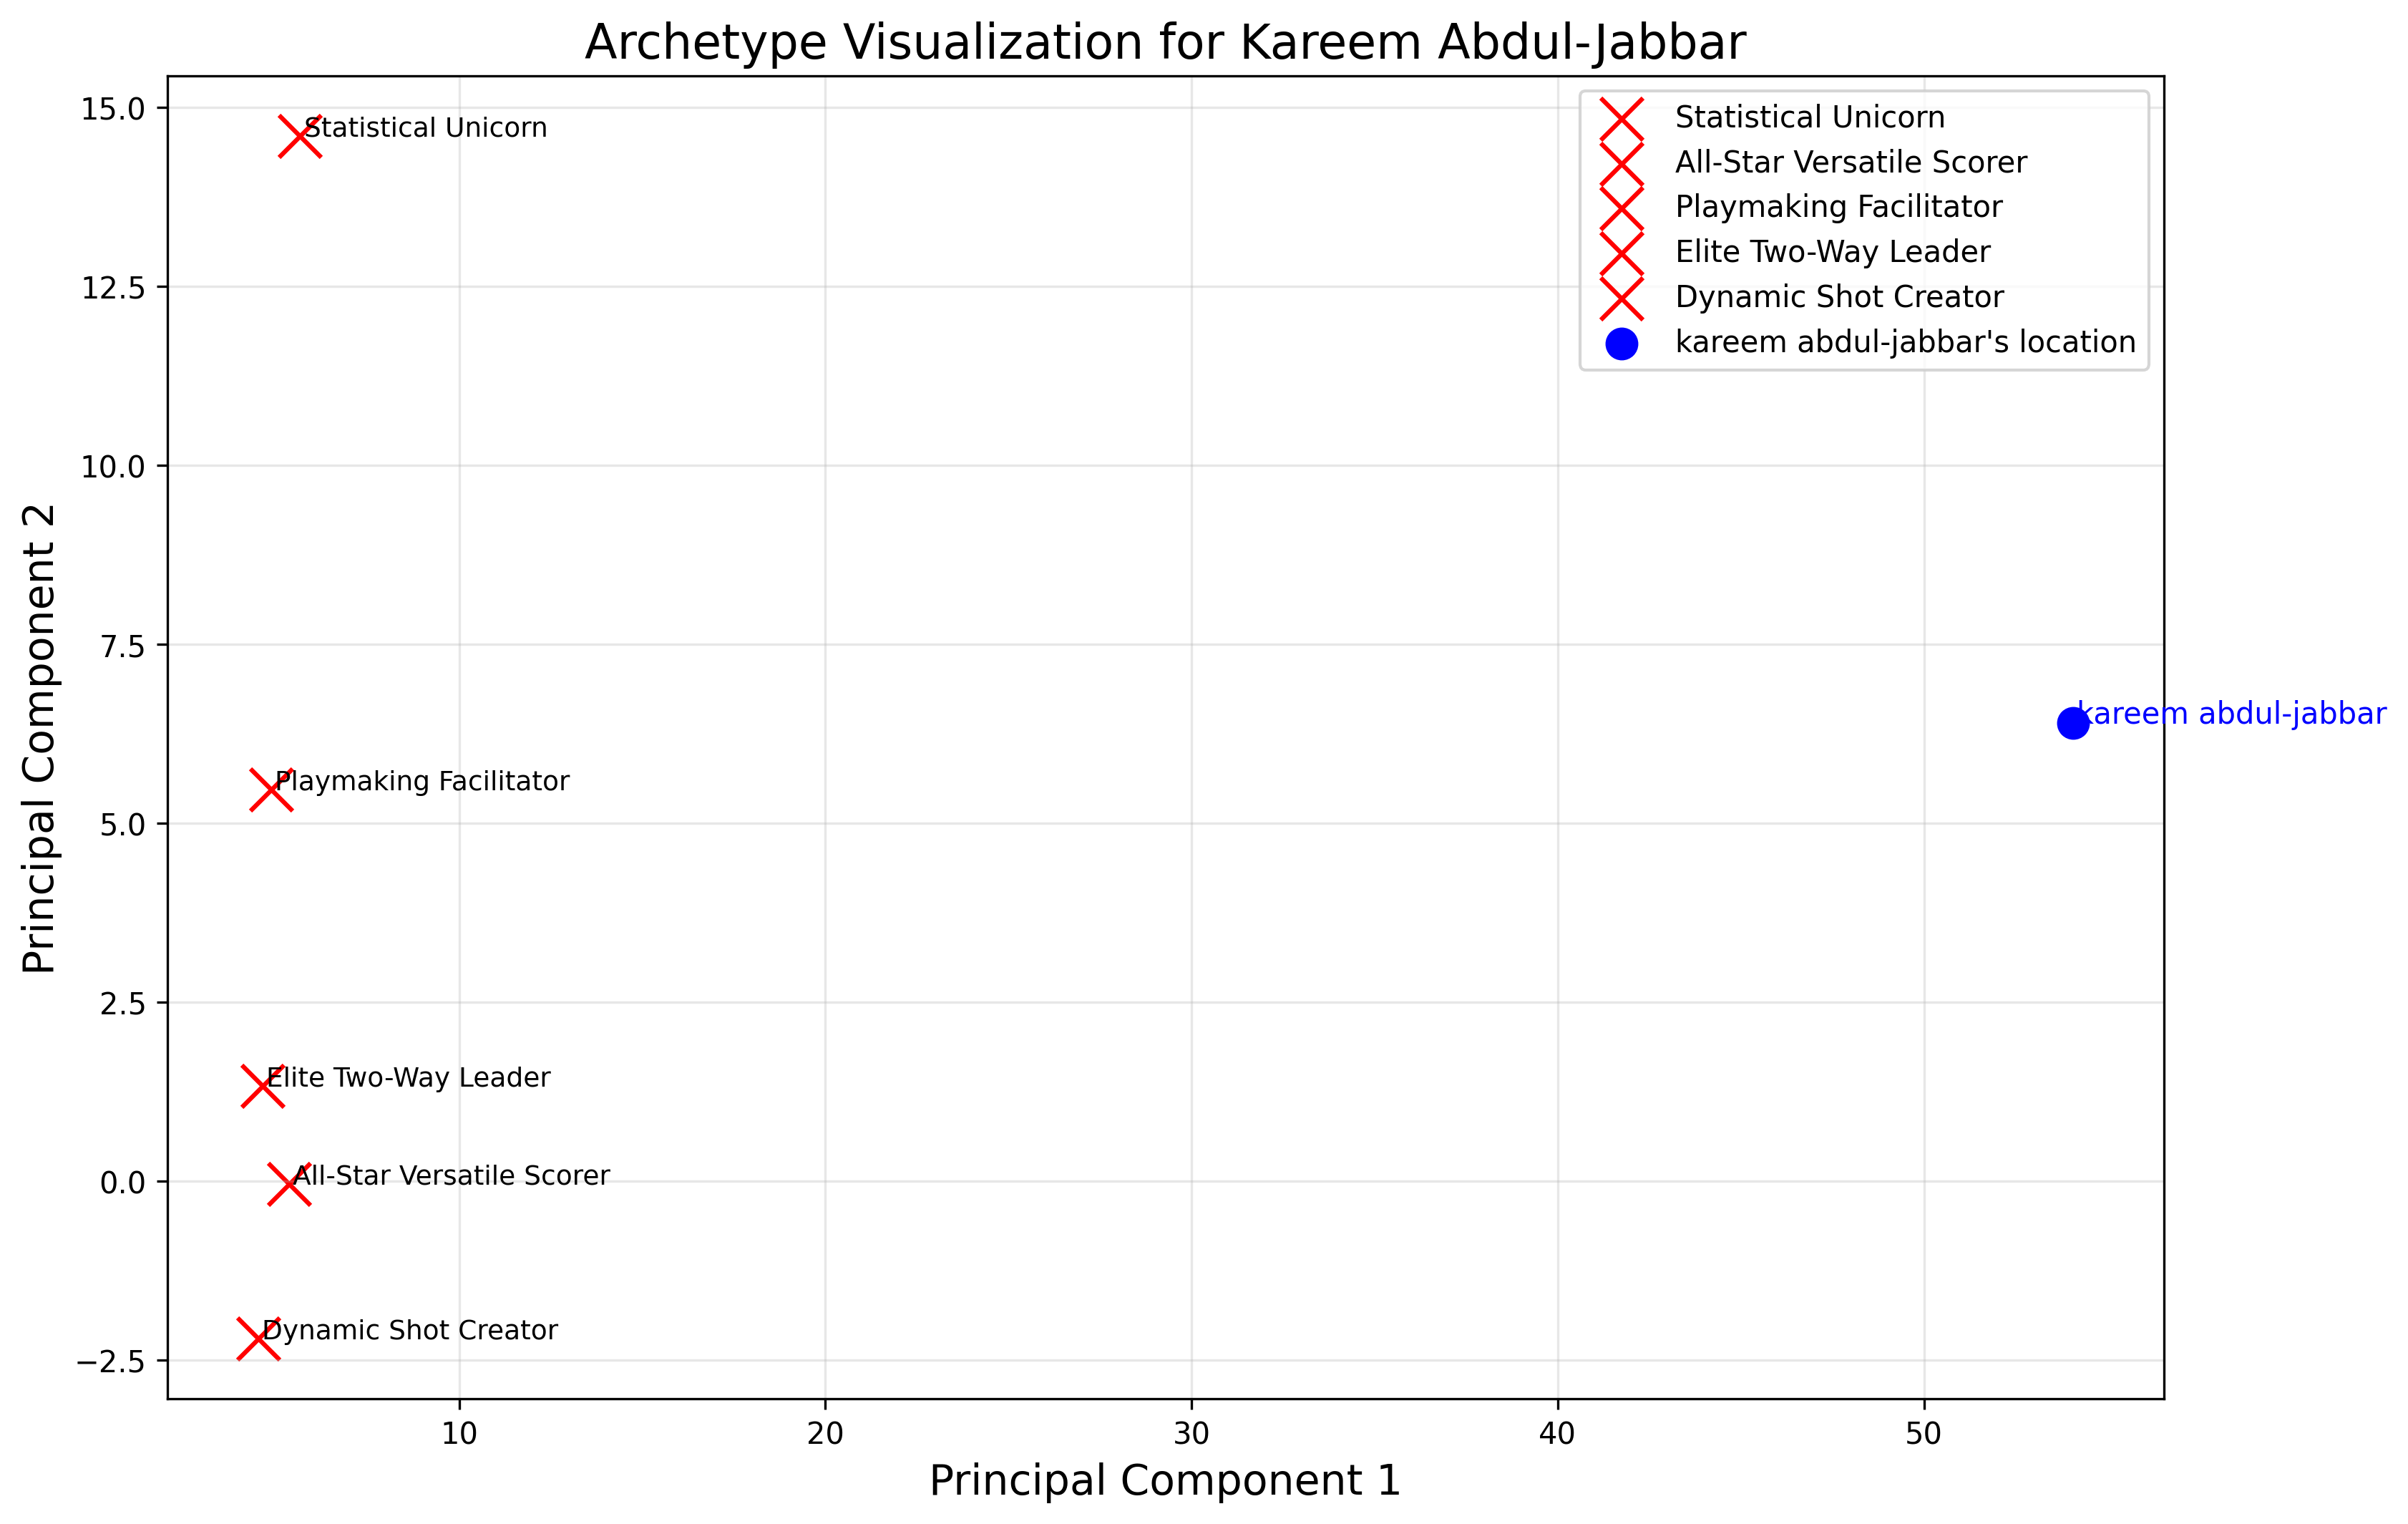 Archetype Visualization for Kareem Abdul-Jabbar
15.0
12.5
10.0
7.5
5.0
2.5
0.0
−2.5
Principal Component 2
Statistical Unicorn
Playmaking Facilitator
Elite Two-Way Leader
All-Star Versatile Scorer
Dynamic Shot Creator
kareem abdul-jabbar
Statistical Unicorn
All-Star Versatile Scorer
Playmaking Facilitator
Elite Two-Way Leader
Dynamic Shot Creator
kareem abdul-jabbar's location
10 20 30 40 50
Principal Component 1